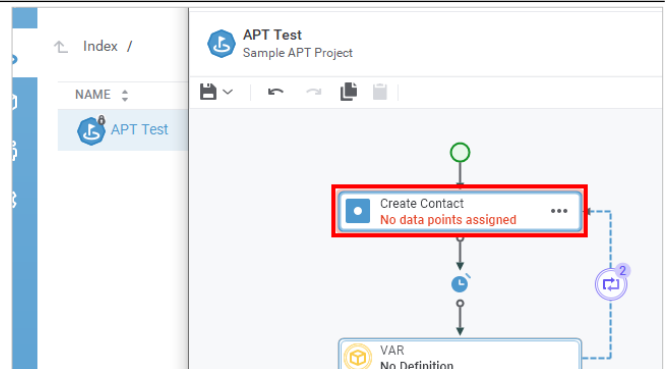 Index /
NAME
APT Test
APT Test
Sample APT Project
Create Contact
No data points assigned
2
VAR
No Definition